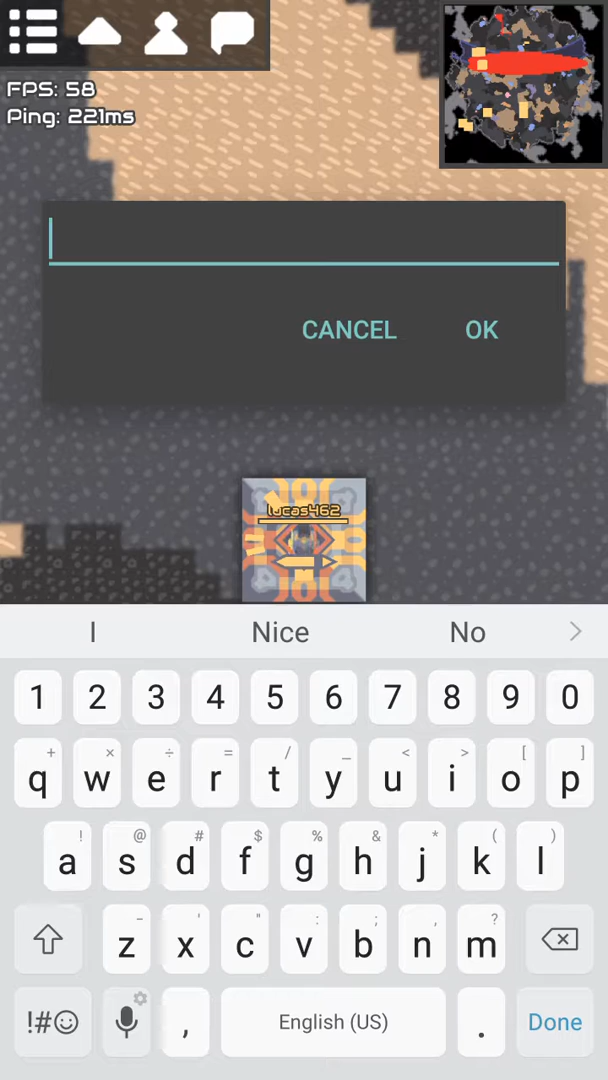 FPS: 58
Ping: 221ms
CANCEL OK
lucas462
I Nice No >
1 2 3 4 5 6 7 8 9 0
+ × ÷ = / _ < > [ ]
q w e r t y u i o p
! @ # $ % & * ( )
a s d f g h j k l
- ' " : ; , ?
z x c v b n m
!#☺ , English (US) . Done